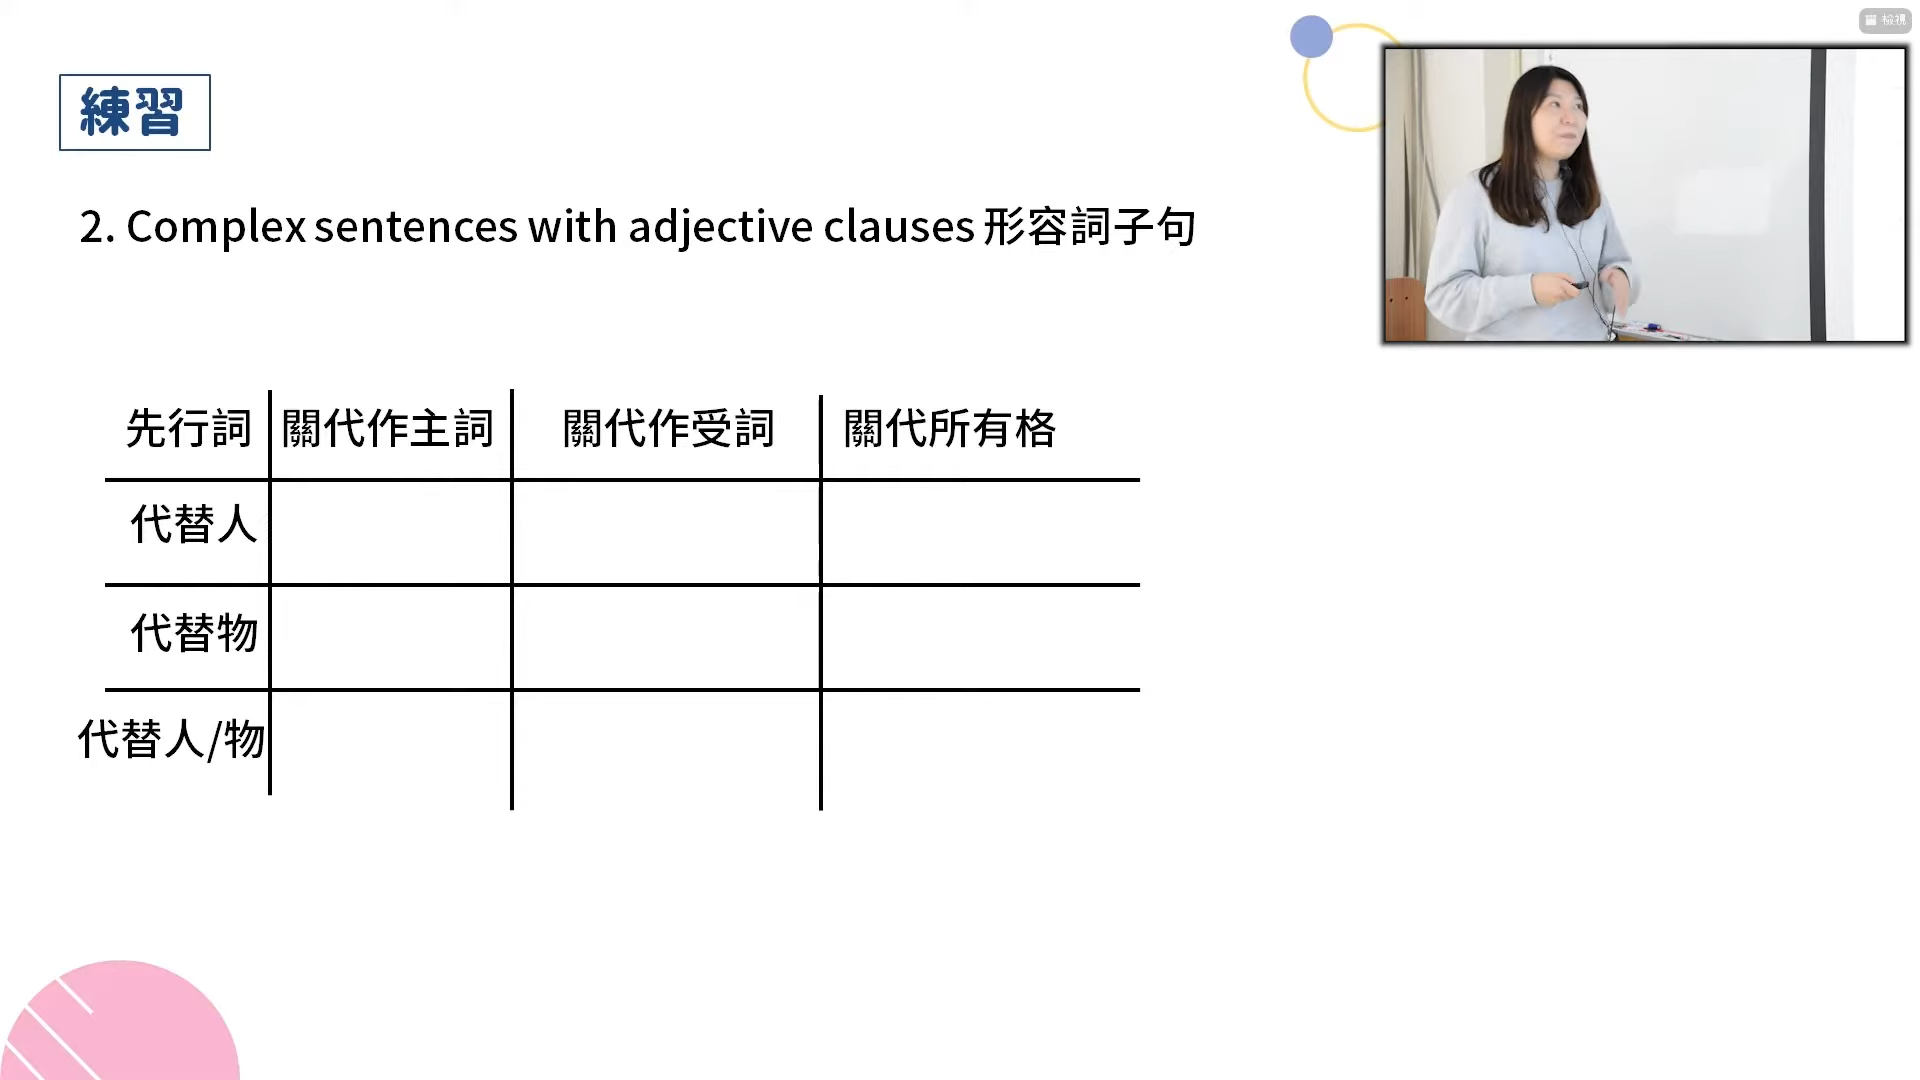 檢視
練習
2. Complex sentences with adjective clauses 形容詞子句
先行詞 關代作主詞 關代作受詞 關代所有格
代替人
代替物
代替人/物